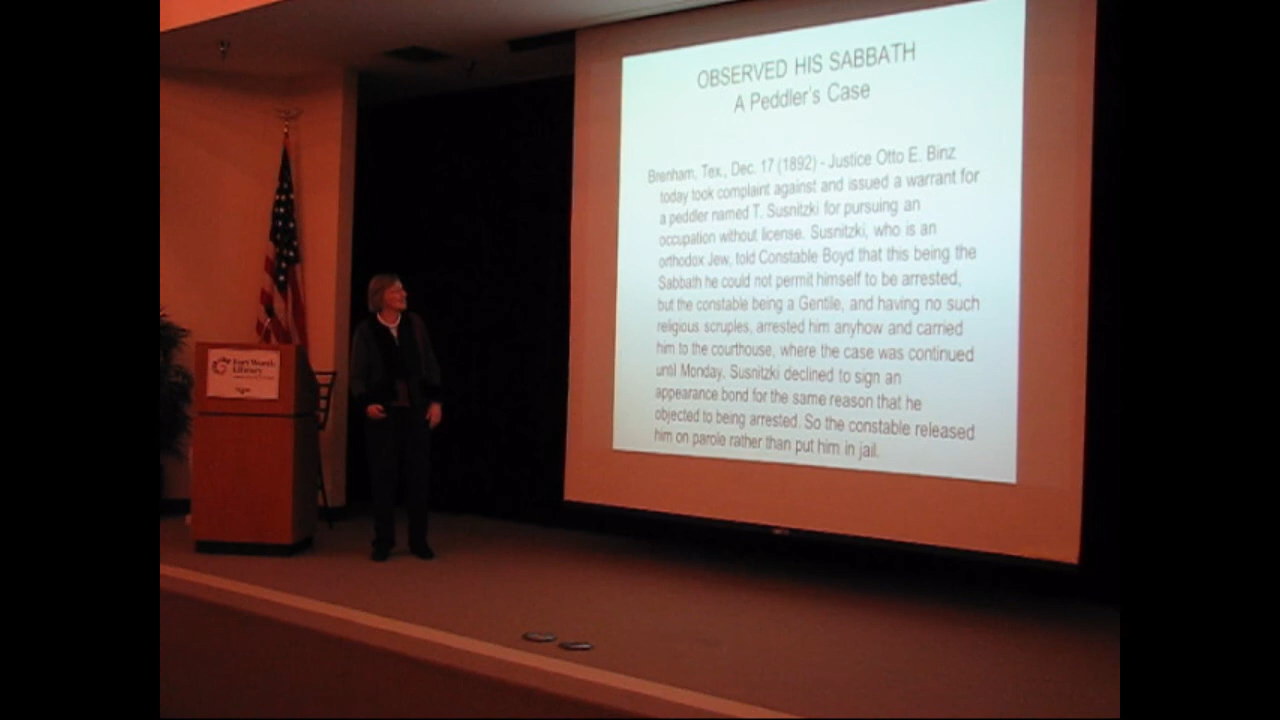 OBSERVED HIS SABBATH
A Peddler's Case
Brenham, Tex., Dec. 17 (1892) - Justice Otto E. Binz
today took complaint against and issued a warrant for
a peddler named T. Susnitzki for pursuing an
occupation without license. Susnitzki, who is an
orthodox Jew, told Constable Boyd that this being the
Sabbath he could not permit himself to be arrested,
but the constable being a Gentile, and having no such
religious scruples, arrested him anyhow and carried
him to the courthouse, where the case was continued
until Monday. Susnitzki declined to sign an
appearance bond for the same reason that he
objected to being arrested. So the constable released
him on parole rather than put him in jail.
Fort Worth
Library